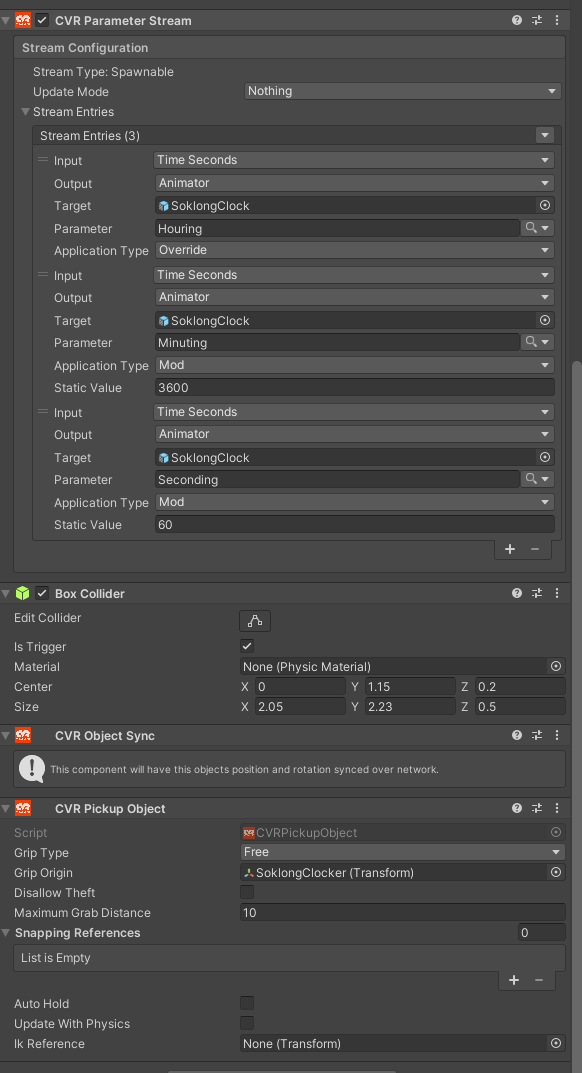 CVR Parameter Stream
Stream Configuration
Stream Type: Spawnable
Update Mode Nothing
Stream Entries
Stream Entries (3)
Input Time Seconds
Output Animator
Target SoklongClock
Parameter Houring
Application Type Override
Input Time Seconds
Output Animator
Target SoklongClock
Parameter Minuting
Application Type Mod
Static Value 3600
Input Time Seconds
Output Animator
Target SoklongClock
Parameter Seconding
Application Type Mod
Static Value 60
Box Collider
Edit Collider
Is Trigger
Material None (Physic Material)
Center X 0 Y 1.15 Z 0.2
Size X 2.05 Y 2.23 Z 0.5
CVR Object Sync
This component will have this objects position and rotation synced over network.
CVR Pickup Object
Script CVRPickupObject
Grip Type Free
Grip Origin SoklongClocker (Transform)
Disallow Theft
Maximum Grab Distance 10
Snapping References 0
List is Empty
Auto Hold
Update With Physics
Ik Reference None (Transform)